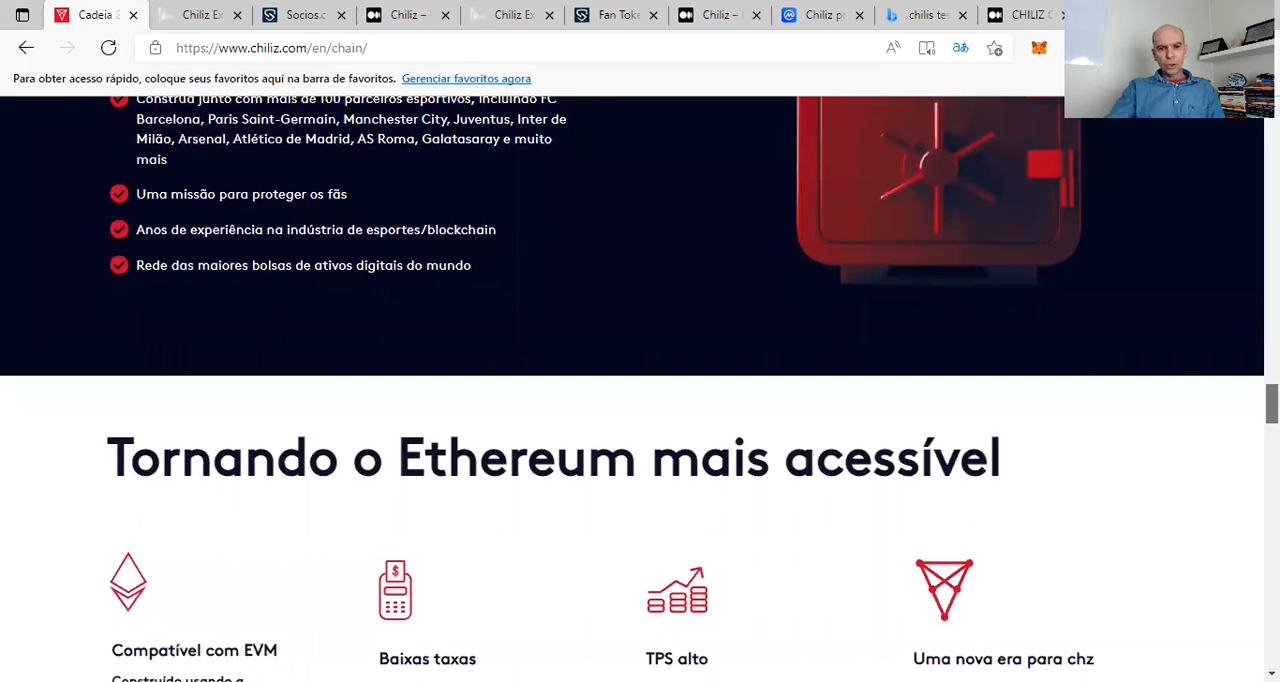 Cadeia 2
Chiliz Ex
Socios.c
Chiliz –
Chiliz Ex
Fan Toke
Chiliz –
Chiliz pr
chilis tes
CHILIZ
https://www.chiliz.com/en/chain/
Para obter acesso rápido, coloque seus favoritos aqui na barra de favoritos. Gerenciar favoritos agora
Construa junto com mais de 100 parceiros esportivos, incluindo FC
Barcelona, Paris Saint-Germain, Manchester City, Juventus, Inter de
Milão, Arsenal, Atlético de Madrid, AS Roma, Galatasaray e muito
mais
Uma missão para proteger os fãs
Anos de experiência na indústria de esportes/blockchain
Rede das maiores bolsas de ativos digitais do mundo
Tornando o Ethereum mais acessível
Compatível com EVM
Baixas taxas
TPS alto
Uma nova era para chz
Construído usando a